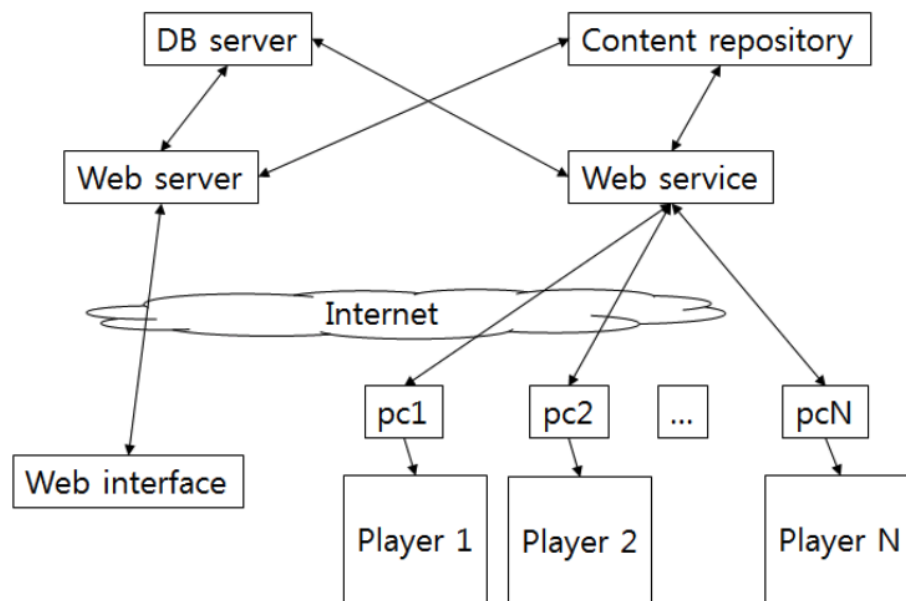 DB server
Content repository
Web server
Web service
Internet
pc1
pc2
...
pcN
Web interface
Player 1
Player 2
Player N